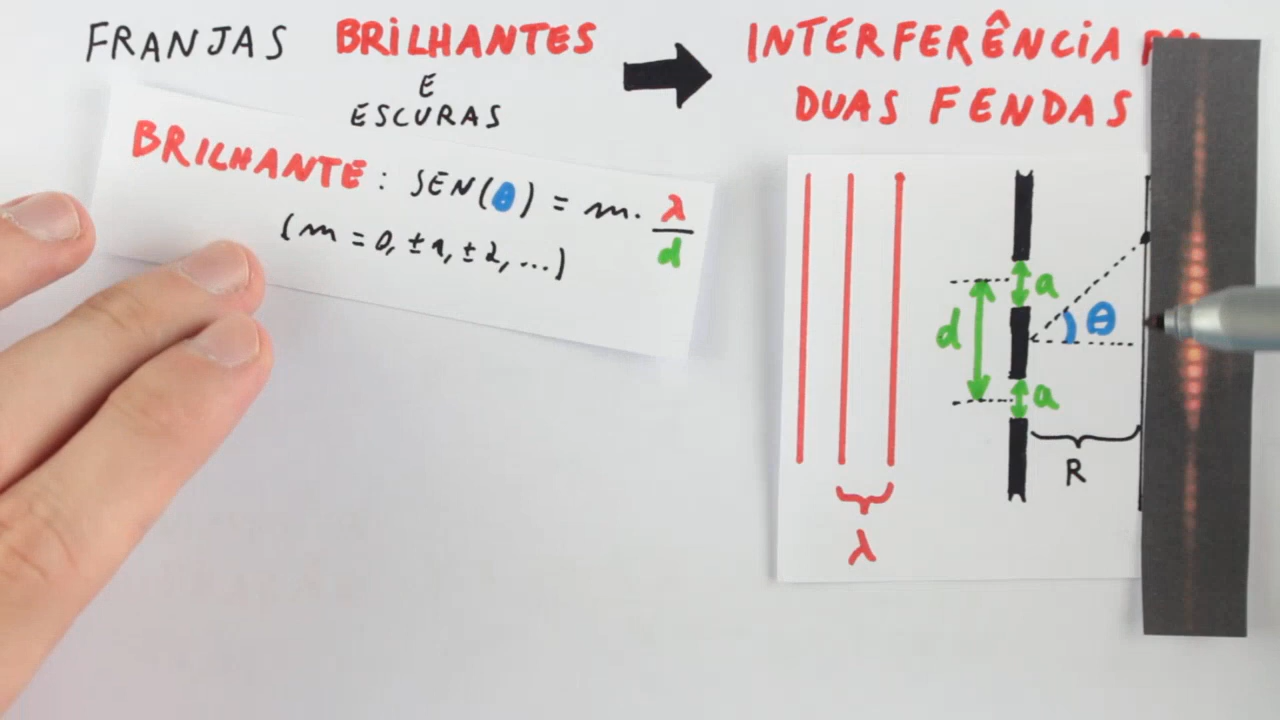 FRANJAS BRILHANTES
E
ESCURAS
INTERFERÊNCIA
DUAS FENDAS
BRILHANTE: SEN(θ) = m. λ/d
(m = 0, ±1, ±2, ...)
a
d
θ
a
R
λ